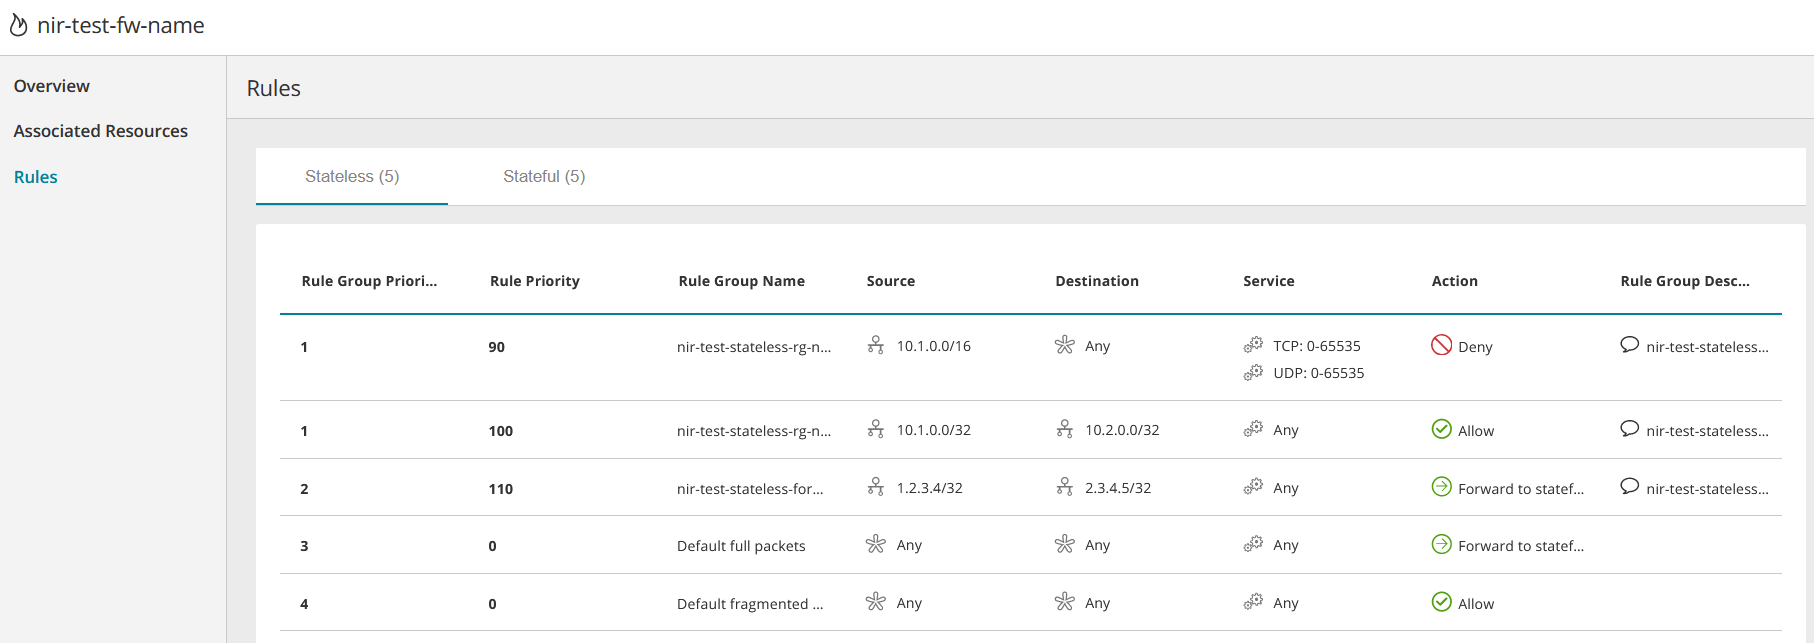 nir-test-fw-name
Overview
Associated Resources
Rules
Rules
Stateless (5) Stateful (5)
Rule Group Priori... Rule Priority Rule Group Name Source Destination Service Action Rule Group Desc...
1 90 nir-test-stateless-rg-n... 10.1.0.0/16 Any TCP: 0-65535 Deny nir-test-stateless...
UDP: 0-65535
1 100 nir-test-stateless-rg-n... 10.1.0.0/32 10.2.0.0/32 Any Allow nir-test-stateless...
2 110 nir-test-stateless-for... 1.2.3.4/32 2.3.4.5/32 Any Forward to statef... nir-test-stateless...
3 0 Default full packets Any Any Any Forward to statef...
4 0 Default fragmented ... Any Any Any Allow